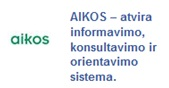 aikos
AIKOS – atvira
informavimo,
konsultavimo ir
orientavimo
sistema.